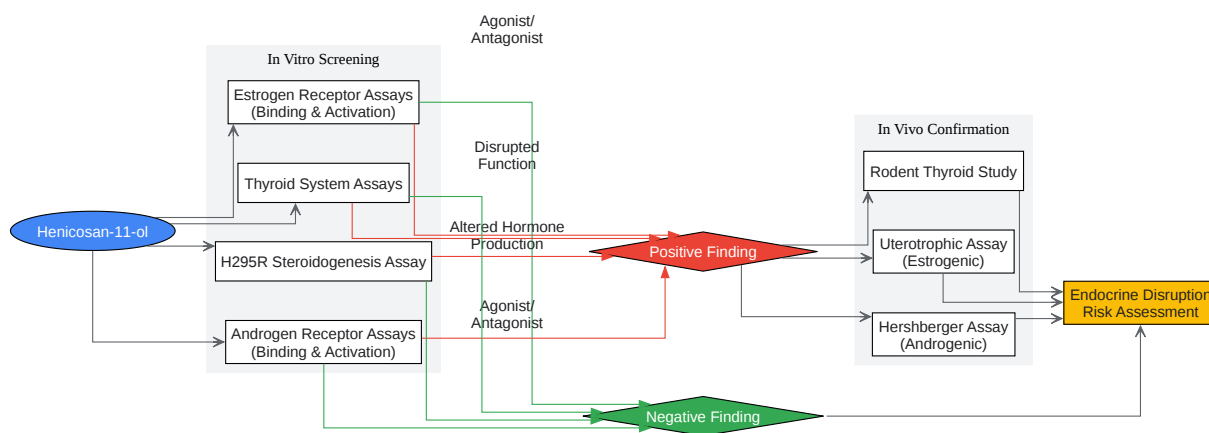 Agonist/
Antagonist
In Vitro Screening
Estrogen Receptor Assays
(Binding & Activation)
In Vivo Confirmation
Disrupted
Function
Rodent Thyroid Study
Thyroid System Assays
Henicosan-11-ol
Altered Hormone
Production
Positive Finding
Uterotrophic Assay
(Estrogenic)
H295R Steroidogenesis Assay
Endocrine Disruption
Risk Assessment
Agonist/
Antagonist
Androgen Receptor Assays
(Binding & Activation)
Hershberger Assay
(Androgenic)
Negative Finding